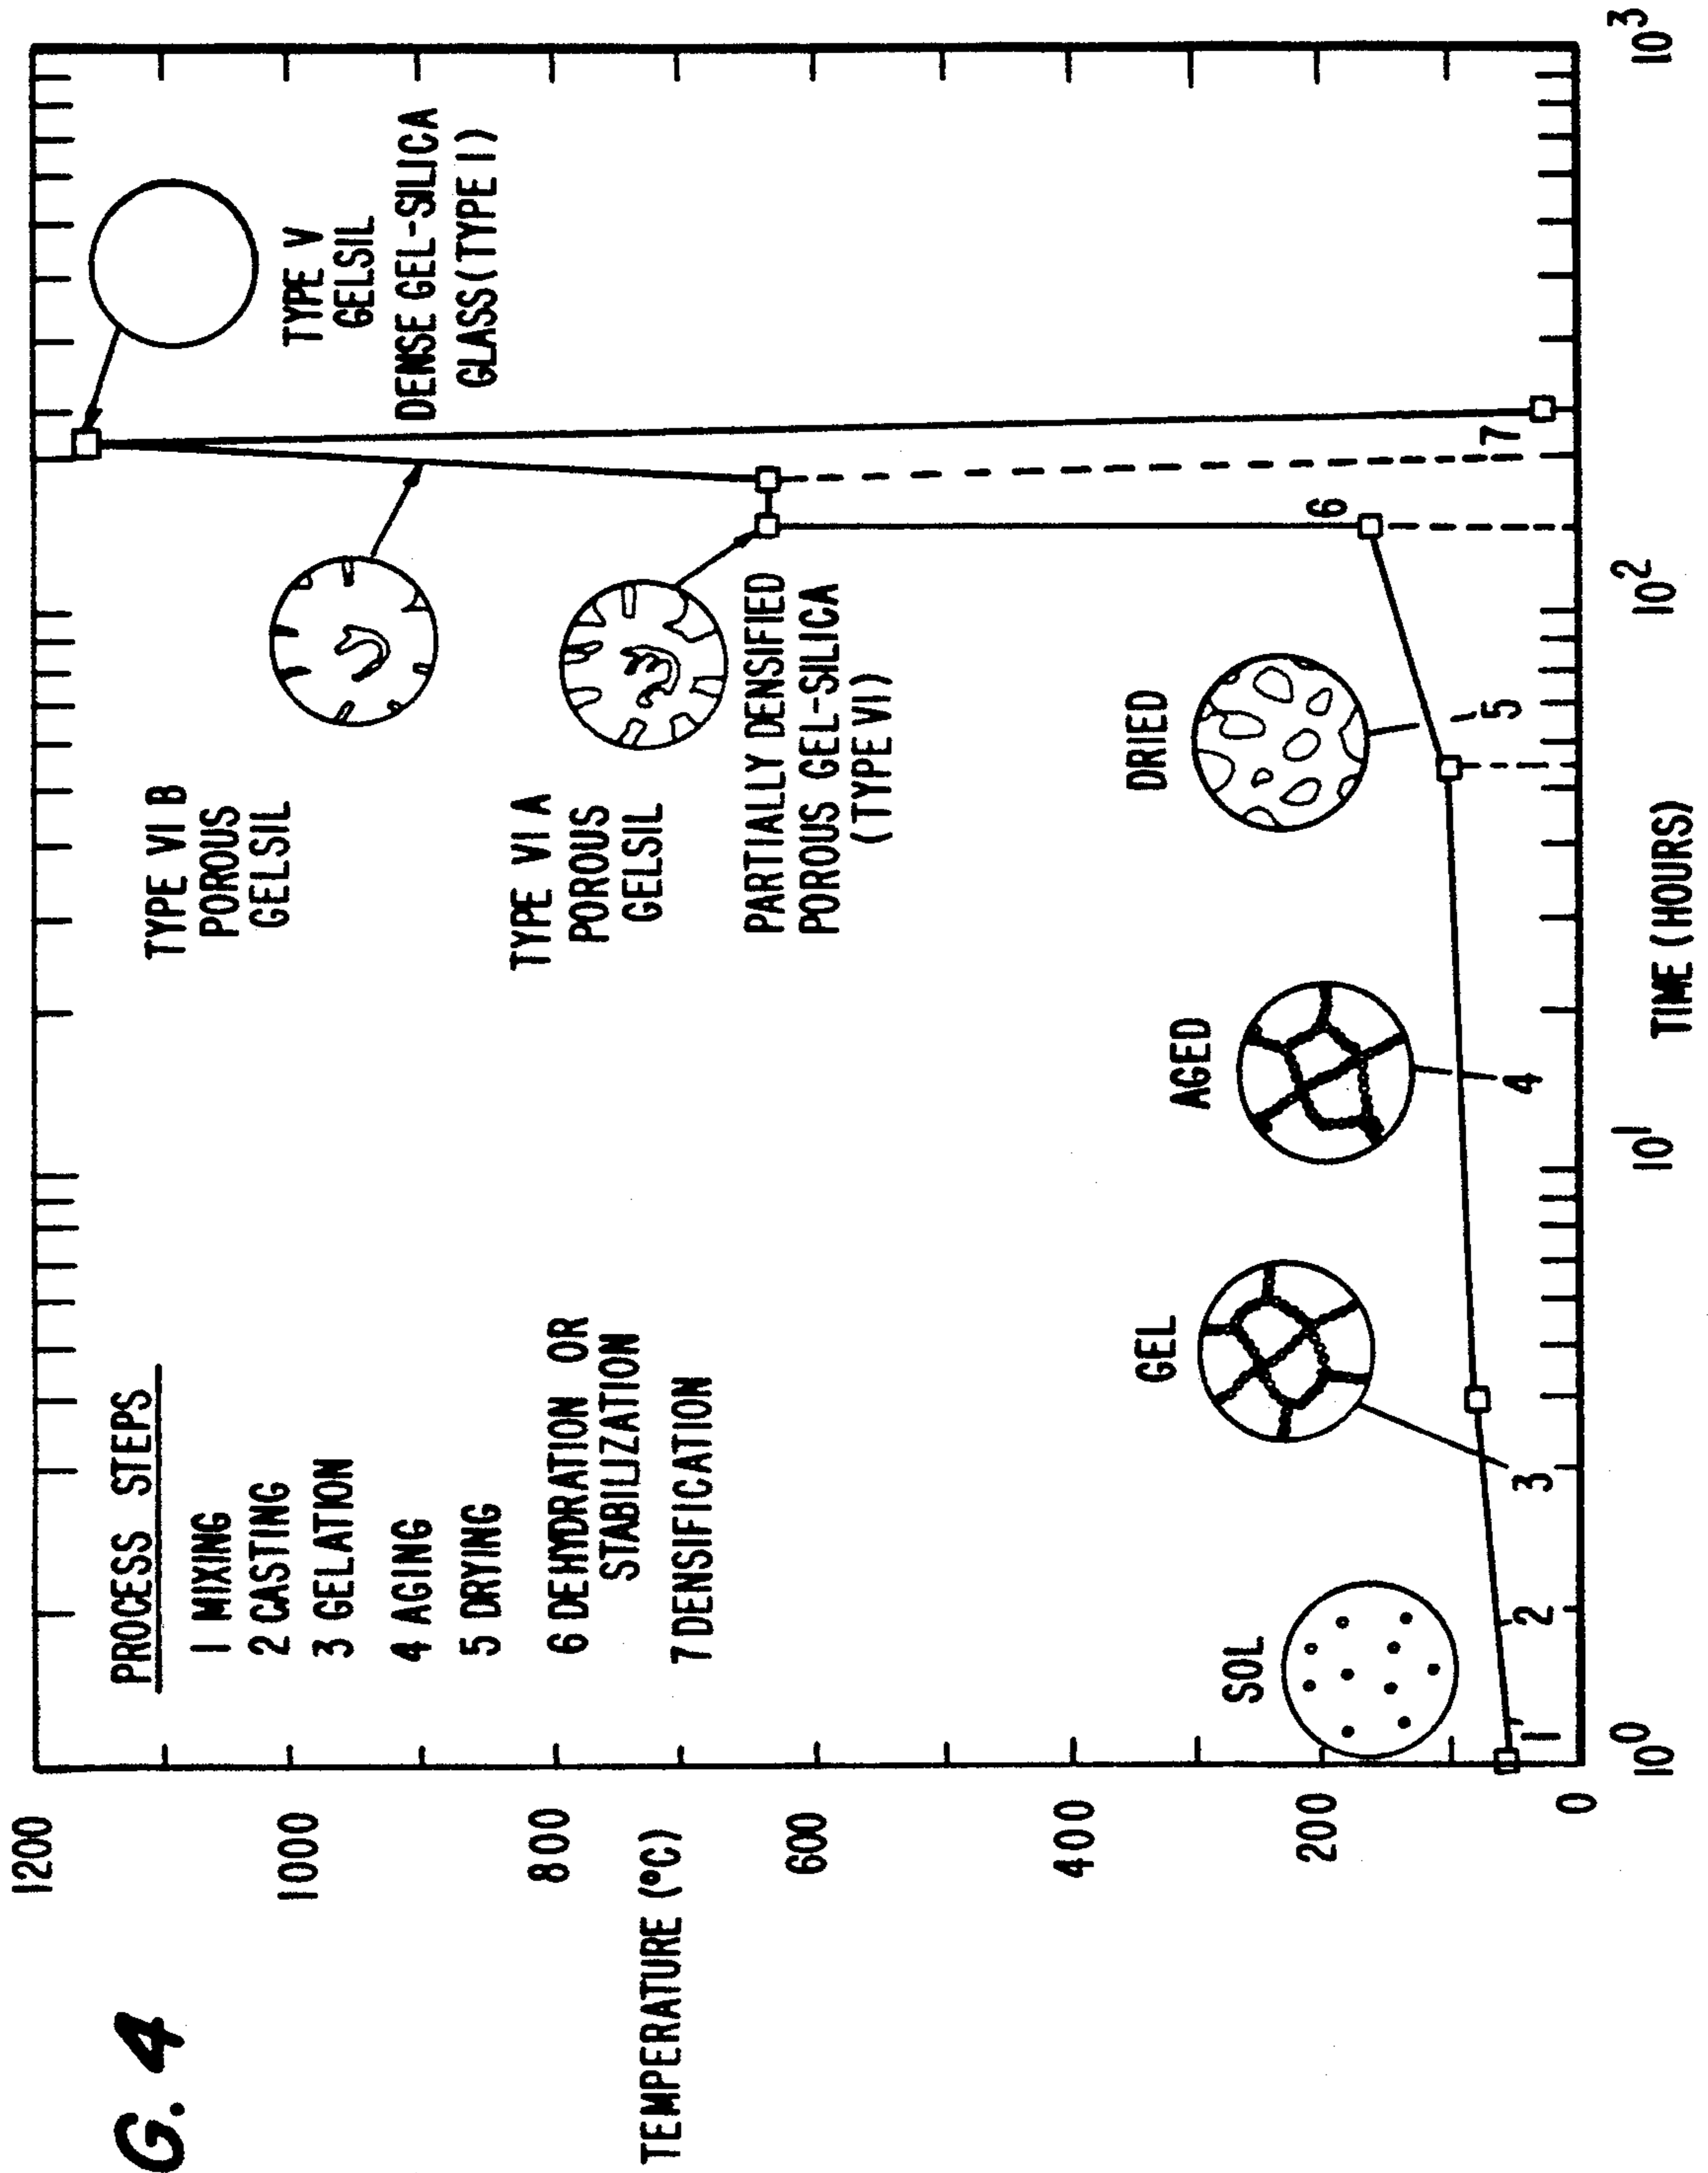 G. 4
PROCESS STEPS
1 MIXING
2 CASTING
3 GELATION
4 AGING
5 DRYING
6 DEHYDRATION OR
STABILIZATION
7 DENSIFICATION
TYPE VI B
POROUS
GELSIL
TYPE V
GELSIL
DENSE GEL-SILICA
GLASS (TYPE I)
TYPE VI A
POROUS
GELSIL
PARTIALLY DENSIFIED
POROUS GEL-SILICA
(TYPE VI)
SOL
GEL
AGED
DRIED
1
2
3
4
5
6
7
TEMPERATURE (°C)
1200
1000
800
600
400
200
0
10⁰
10¹
10²
10³
TIME (HOURS)